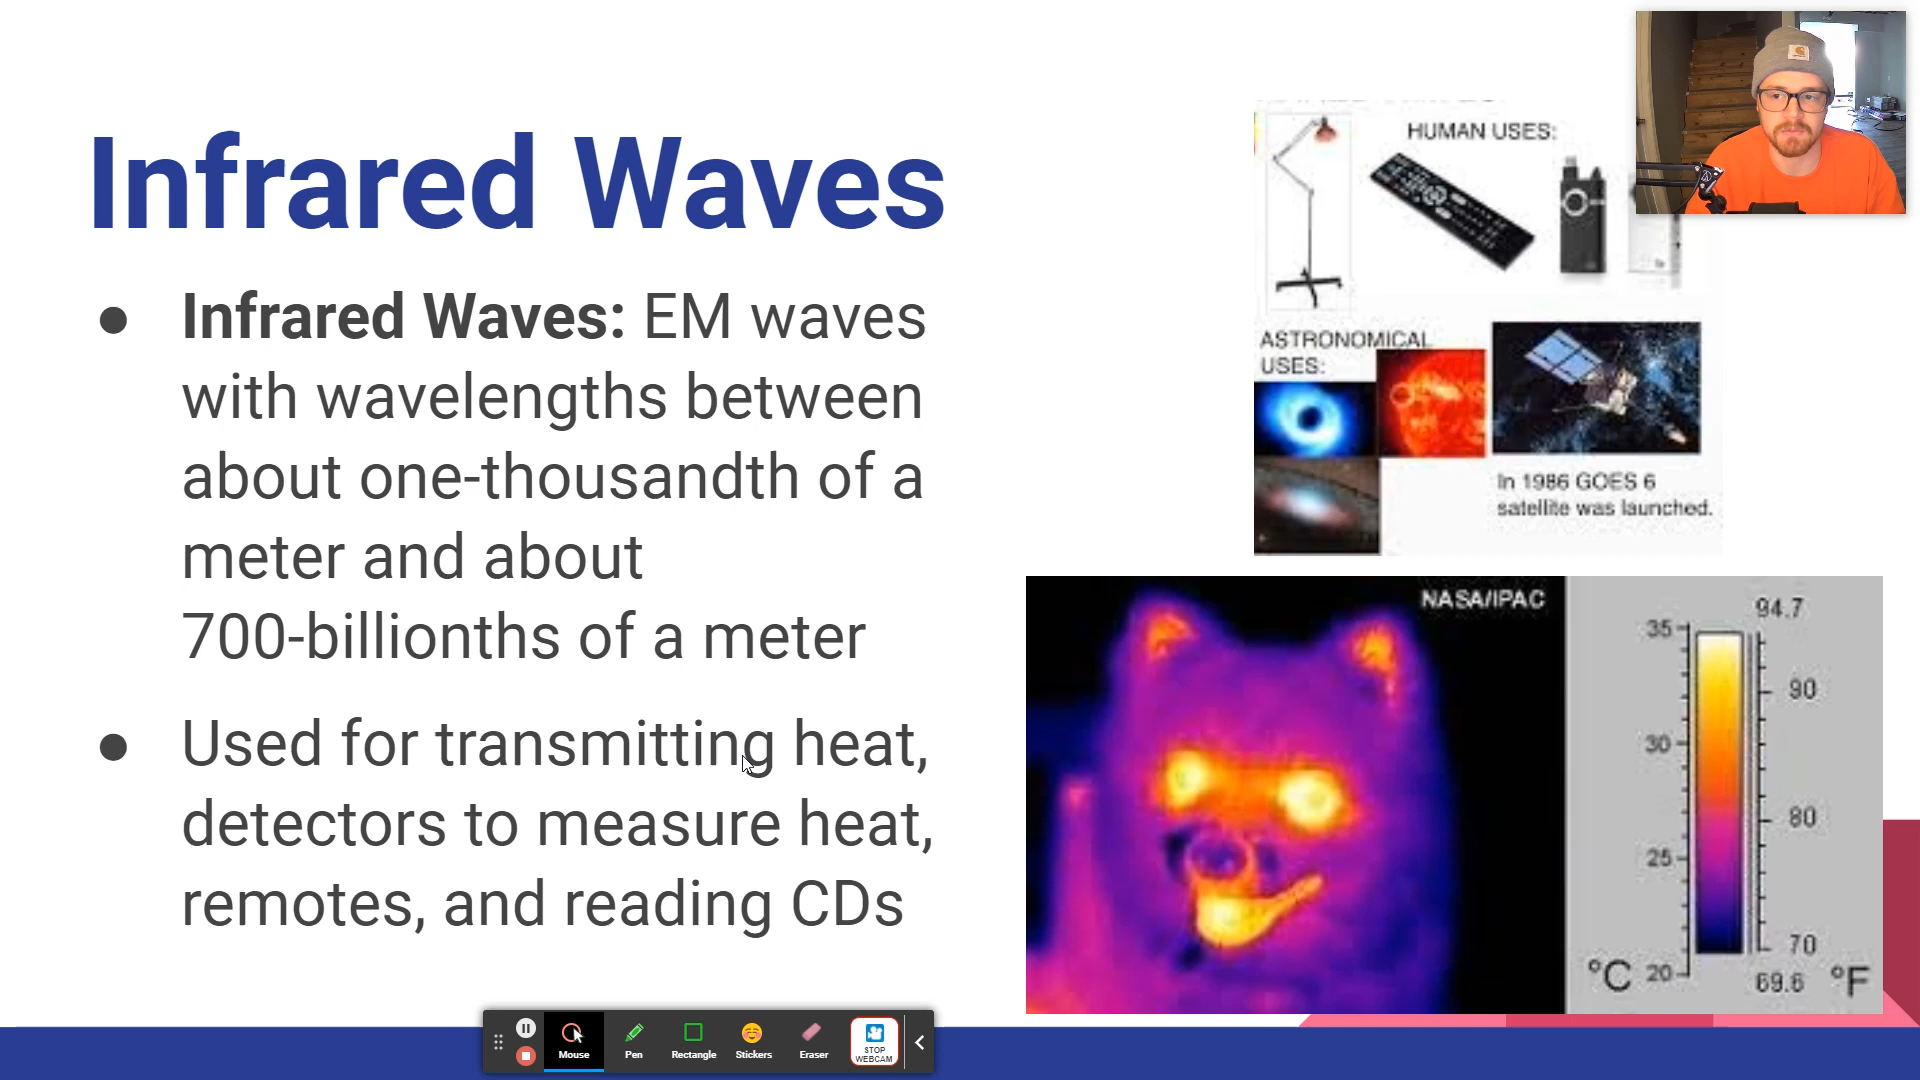 Infrared Waves
● Infrared Waves: EM waves
with wavelengths between
about one-thousandth of a
meter and about
700-billionths of a meter
● Used for transmitting heat,
detectors to measure heat,
remotes, and reading CDs
HUMAN USES:
ASTRONOMICAL
USES:
In 1986 GOES 6
satellite was launched.
NASA/IPAC
94.7
35
90
30
80
25
70
°C 20
69.6 °F
Mouse
Pen
Rectangle
Stickers
Eraser
STOP
WEBCAM